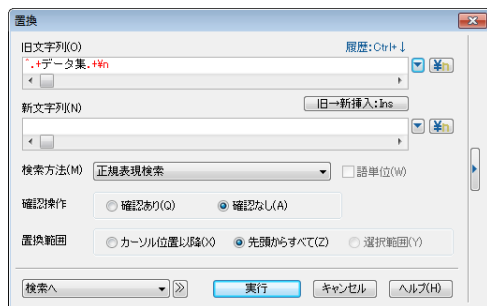 置換
旧文字列(O)
履歴:Ctrl+↓
^.+データ集.+¥n
¥n
旧→新挿入:Ins
新文字列(N)
¥n
検索方法(M) 正規表現検索 語単位(W)
確認操作 確認あり(Q) 確認なし(A)
置換範囲 カーソル位置以降(X) 先頭からすべて(Z) 選択範囲(Y)
検索へ 実行 キャンセル ヘルプ(H)